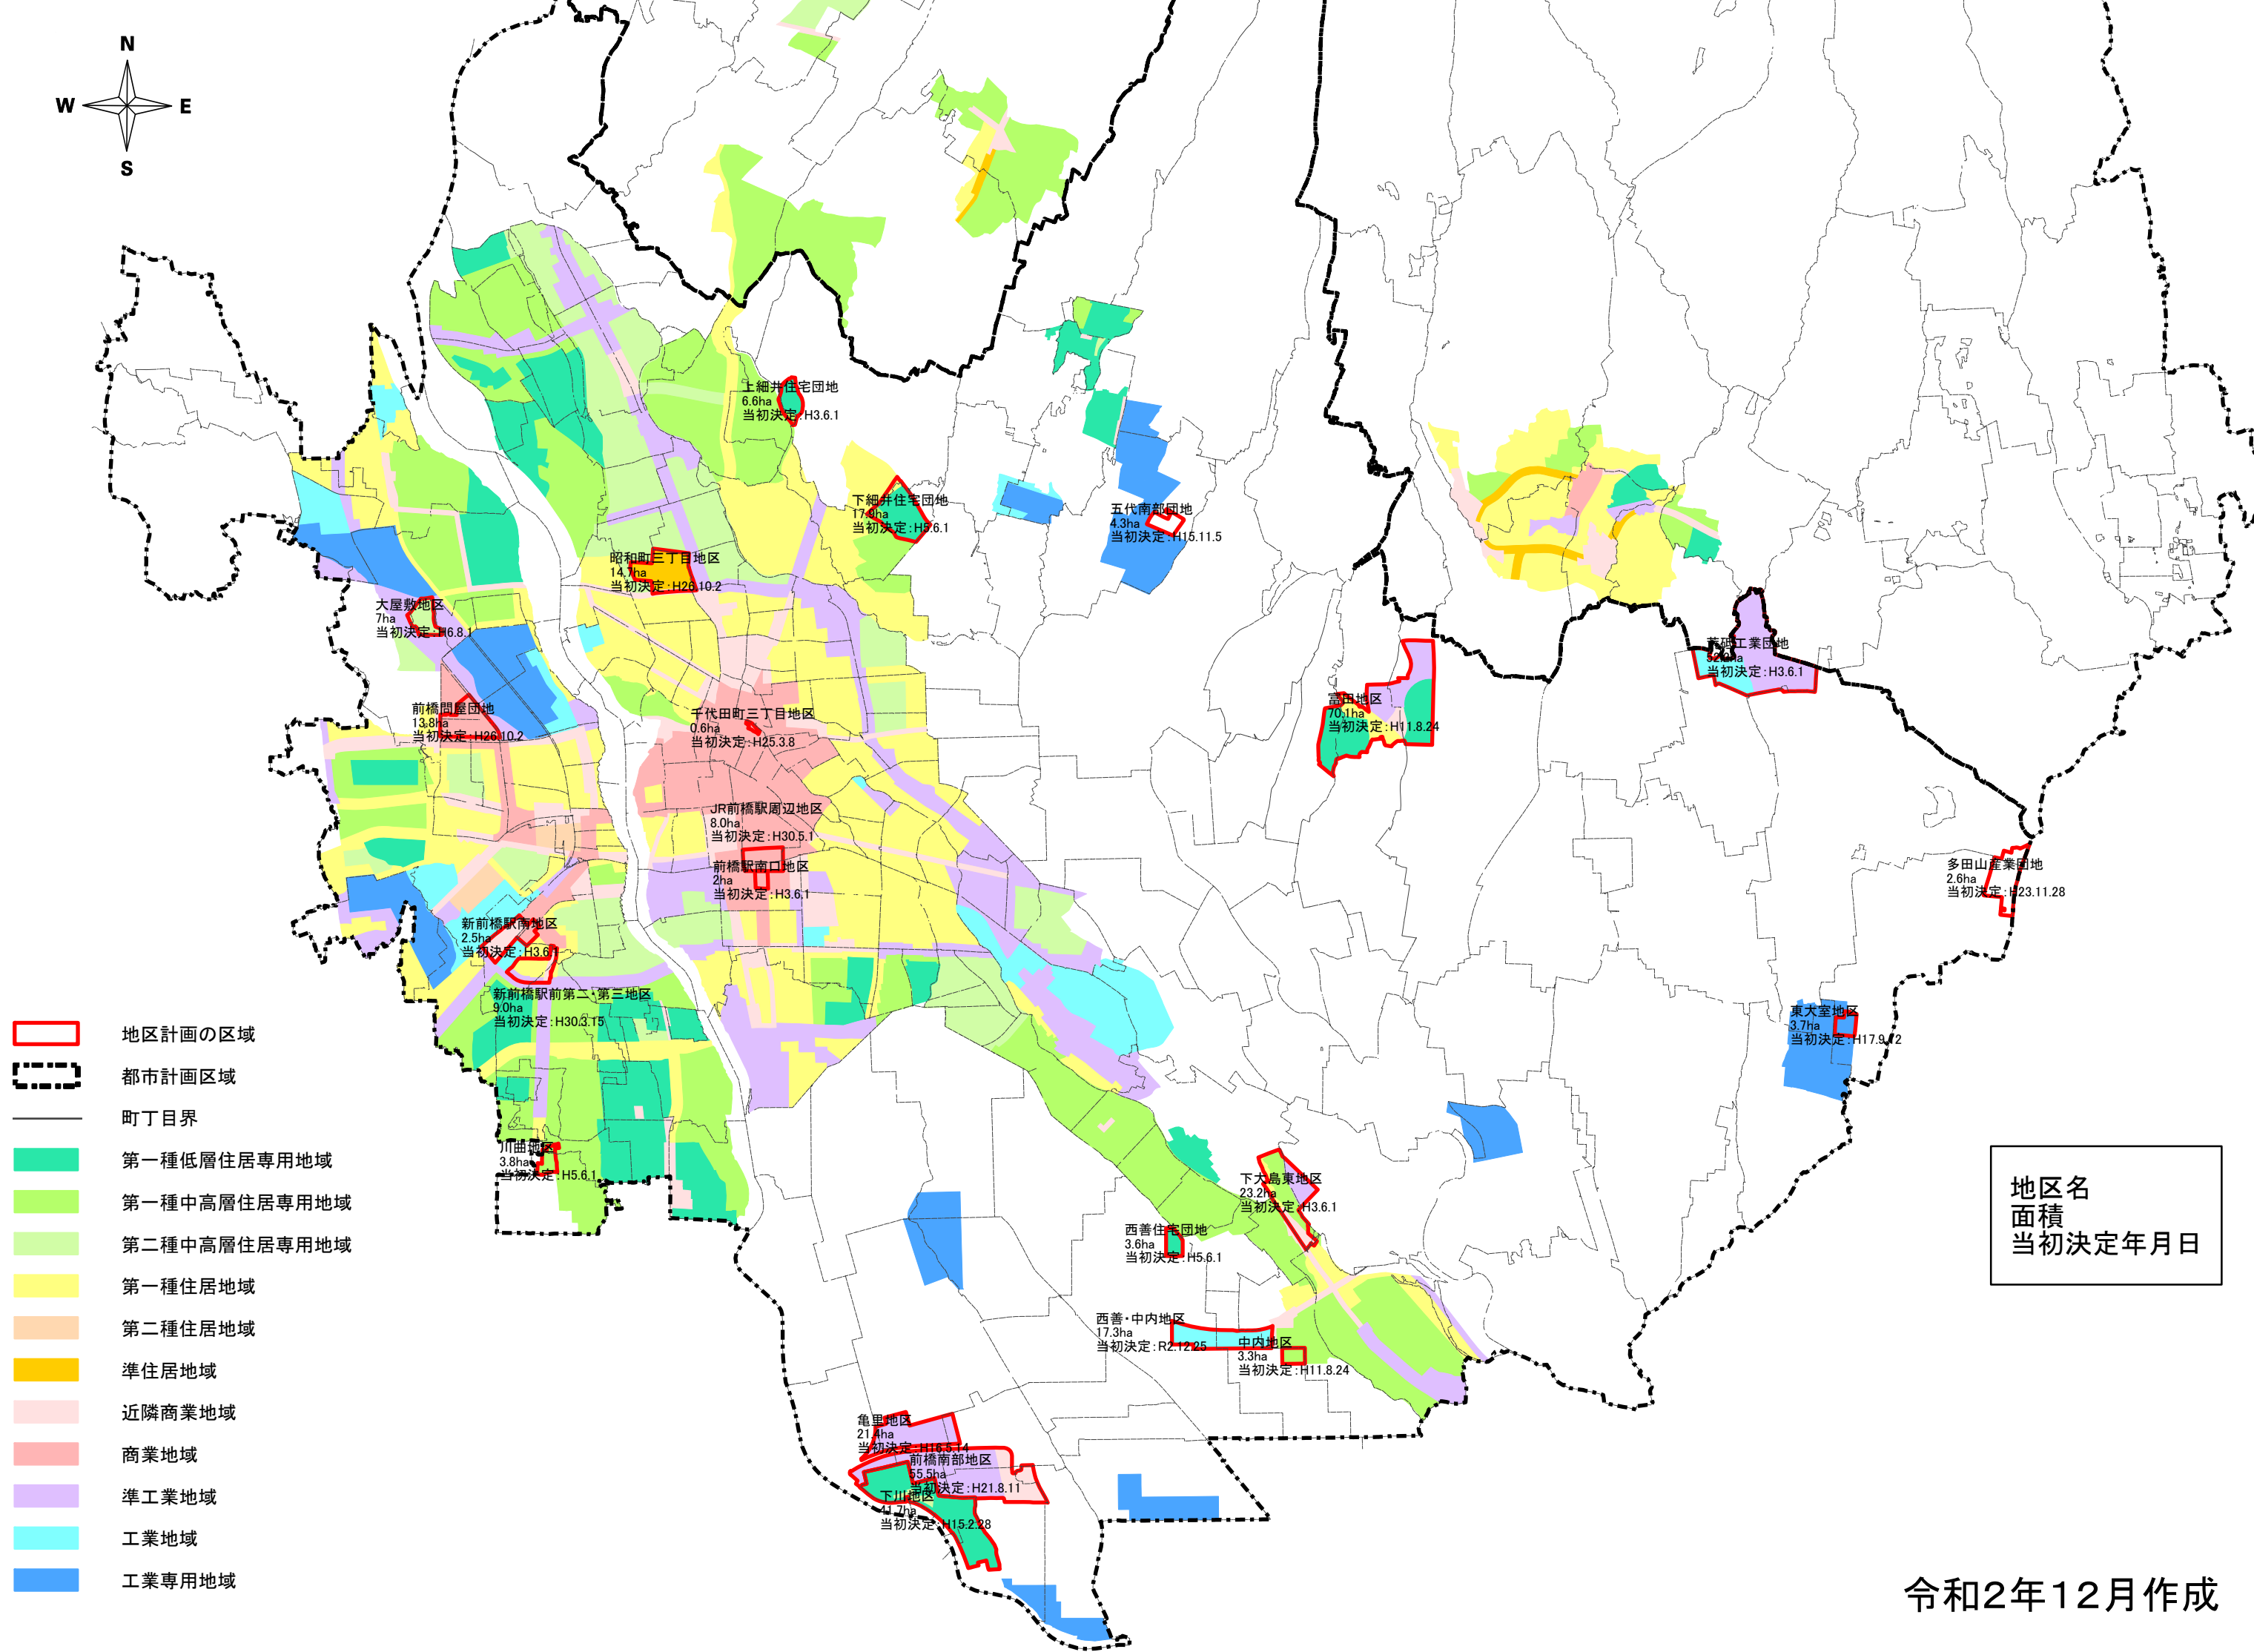 N
W E
S
上細井住宅団地
6.6ha
当初決定:H3.6.1
下細井住宅団地
17.9ha
当初決定:H5.6.1
五代南部団地
4.3ha
当初決定:H15.11.5
昭和町三丁目地区
14.7ha
当初決定:H26.10.2
大屋敷地区
7ha
当初決定:H6.8.1
前橋問屋団地
13.8ha
当初決定:H26.10.2
千代田町三丁目地区
0.6ha
当初決定:H25.3.8
富田地区
70.1ha
当初決定:H11.8.24
工業団地
当初決定:H3.6.1
JR前橋駅周辺地区
8.0ha
当初決定:H30.5.1
前橋駅南口地区
2ha
当初決定:H3.6.1
多田山産業団地
2.6ha
当初決定:H23.11.28
新前橋駅南地区
2.5ha
当初決定:H3.6.1
新前橋駅前第二・第三地区
9.0ha
当初決定:H30.3.15
東大室地区
3.7ha
当初決定:H17.9.12
川曲地区
3.8ha
当初決定:H5.6.1
下大島東地区
23.2ha
当初決定:H3.6.1
西善住宅団地
3.6ha
当初決定:H5.6.1
西善・中内地区
17.3ha
当初決定:R2.12.25
中内地区
3.3ha
当初決定:H11.8.24
亀里地区
21.4ha
当初決定:H16.5.14
前橋南部地区
55.5ha
当初決定:H21.8.11
下川地区
41.7ha
当初決定:H15.2.28
地区計画の区域
都市計画区域
町丁目界
第一種低層住居専用地域
第一種中高層住居専用地域
第二種中高層住居専用地域
第一種住居地域
第二種住居地域
準住居地域
近隣商業地域
商業地域
準工業地域
工業地域
工業専用地域
地区名
面積
当初決定年月日
令和2年12月作成